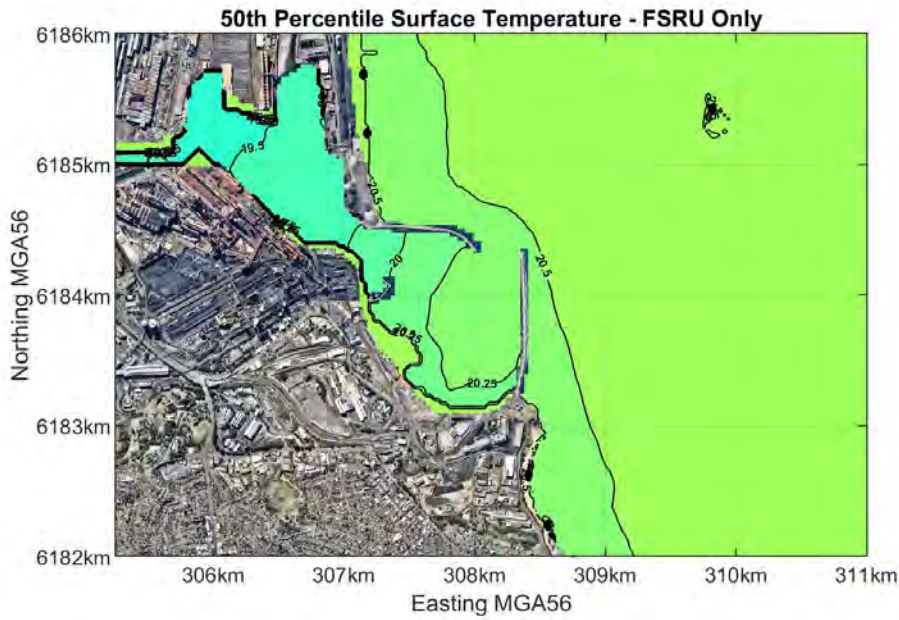 50th Percentile Surface Temperature - FSRU Only
6186km
6185km
6184km
6183km
6182km
Northing MGA56
19.5
20.5
20
20.5
20.25
20.25
306km
307km
308km
309km
310km
311km
Easting MGA56